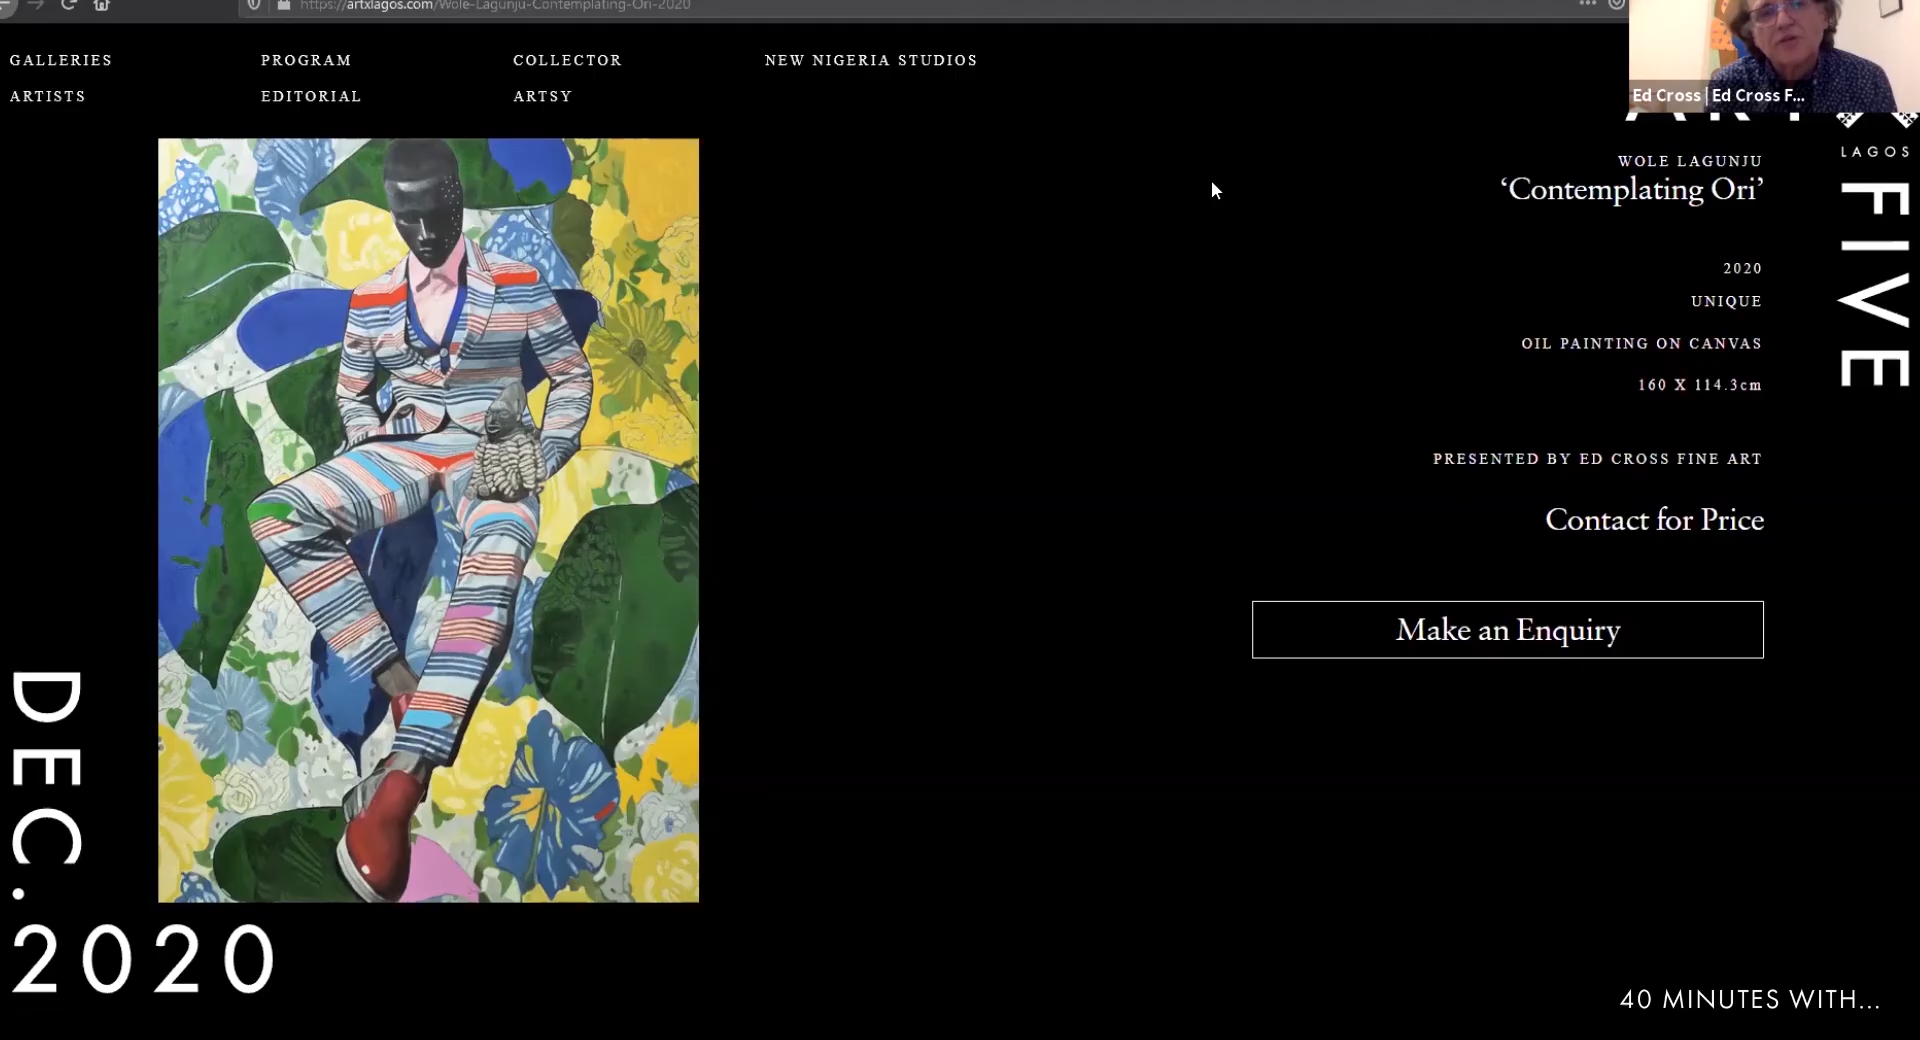 https://artxlagos.com/Wole-Lagunju-Contemplating-Ori-2020
GALLERIES
PROGRAM
COLLECTOR
NEW NIGERIA STUDIOS
ARTISTS
EDITORIAL
ARTSY
Ed Cross | Ed Cross F...
LAGOS
FIVE
WOLE LAGUNJU
‘Contemplating Ori’
2020
UNIQUE
OIL PAINTING ON CANVAS
160 X 114.3cm
PRESENTED BY ED CROSS FINE ART
Contact for Price
Make an Enquiry
DEC.
2020
40 MINUTES WITH...